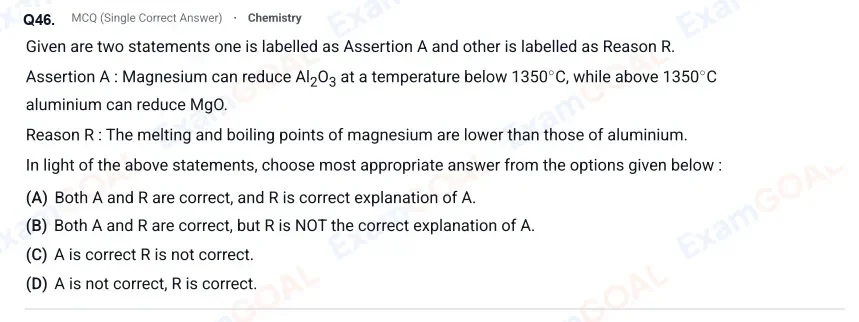 Q46. MCQ (Single Correct Answer) · Chemistry
Given are two statements one is labelled as Assertion A and other is labelled as Reason R.
Assertion A : Magnesium can reduce Al₂O₃ at a temperature below 1350°C, while above 1350°C
aluminium can reduce MgO.
Reason R : The melting and boiling points of magnesium are lower than those of aluminium.
In light of the above statements, choose most appropriate answer from the options given below :
(A) Both A and R are correct, and R is correct explanation of A.
(B) Both A and R are correct, but R is NOT the correct explanation of A.
(C) A is correct R is not correct.
(D) A is not correct, R is correct.
ExamGOAL